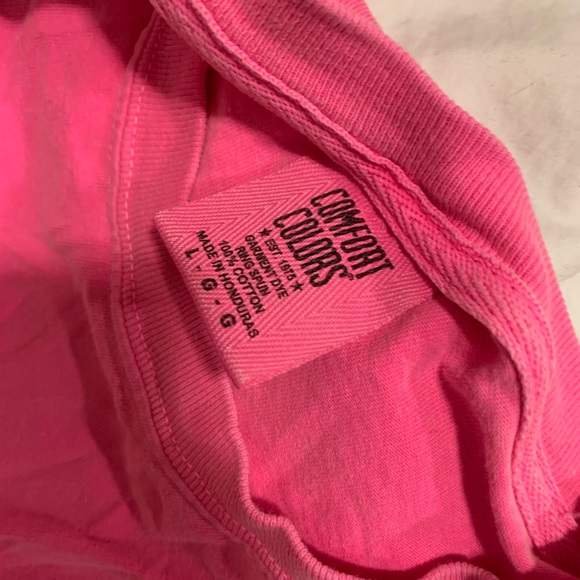 COMFORT
COLORS®
★ EST. 1975 ★
GARMENT DYE
RING SPUN
100% COTTON
MADE IN HONDURAS
L - G - G